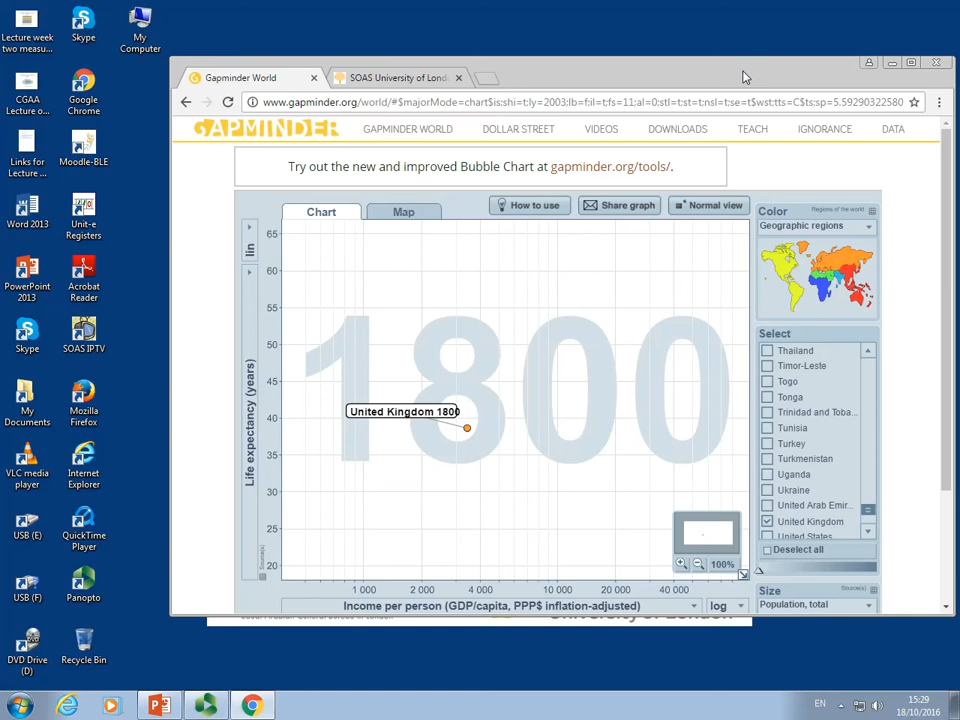 Lecture week two measu...
Skype
My Computer
CGAA Lecture o...
Google Chrome
Links for Lecture ...
Moodle-BLE
Word 2013
Unit-e Registers
PowerPoint 2013
Acrobat Reader
Skype
SOAS IPTV
My Documents
Mozilla Firefox
VLC media player
Internet Explorer
USB (E)
QuickTime Player
USB (F)
Panopto
DVD Drive (D)
Recycle Bin
Gapminder World
SOAS University of Lond
www.gapminder.org/world/#$majorMode=chart$is;shi=t;ly=2003;lb=f;il=t;fs=11;al=0;stl=t;st=t;nsl=t;se=t$wst;tts=C$ts;sp=5.59290322580
GAPMINDER
GAPMINDER WORLD
DOLLAR STREET
VIDEOS
DOWNLOADS
TEACH
IGNORANCE
DATA
Try out the new and improved Bubble Chart at gapminder.org/tools/.
Chart
Map
How to use
Share graph
Normal view
Color
Regions of the world
Geographic regions
lin
Life expectancy (years)
65
60
55
50
45
40
35
30
25
20
1800
United Kingdom 1800
100%
1 000
2 000
4 000
10 000
20 000
40 000
Income per person (GDP/capita, PPP$ inflation-adjusted)
log
Select
Thailand
Timor-Leste
Togo
Tonga
Trinidad and Toba...
Tunisia
Turkey
Turkmenistan
Uganda
Ukraine
United Arab Emir...
United Kingdom
United States
Deselect all
Size
Source(s)
Population, total
EN
15:29
18/10/2016